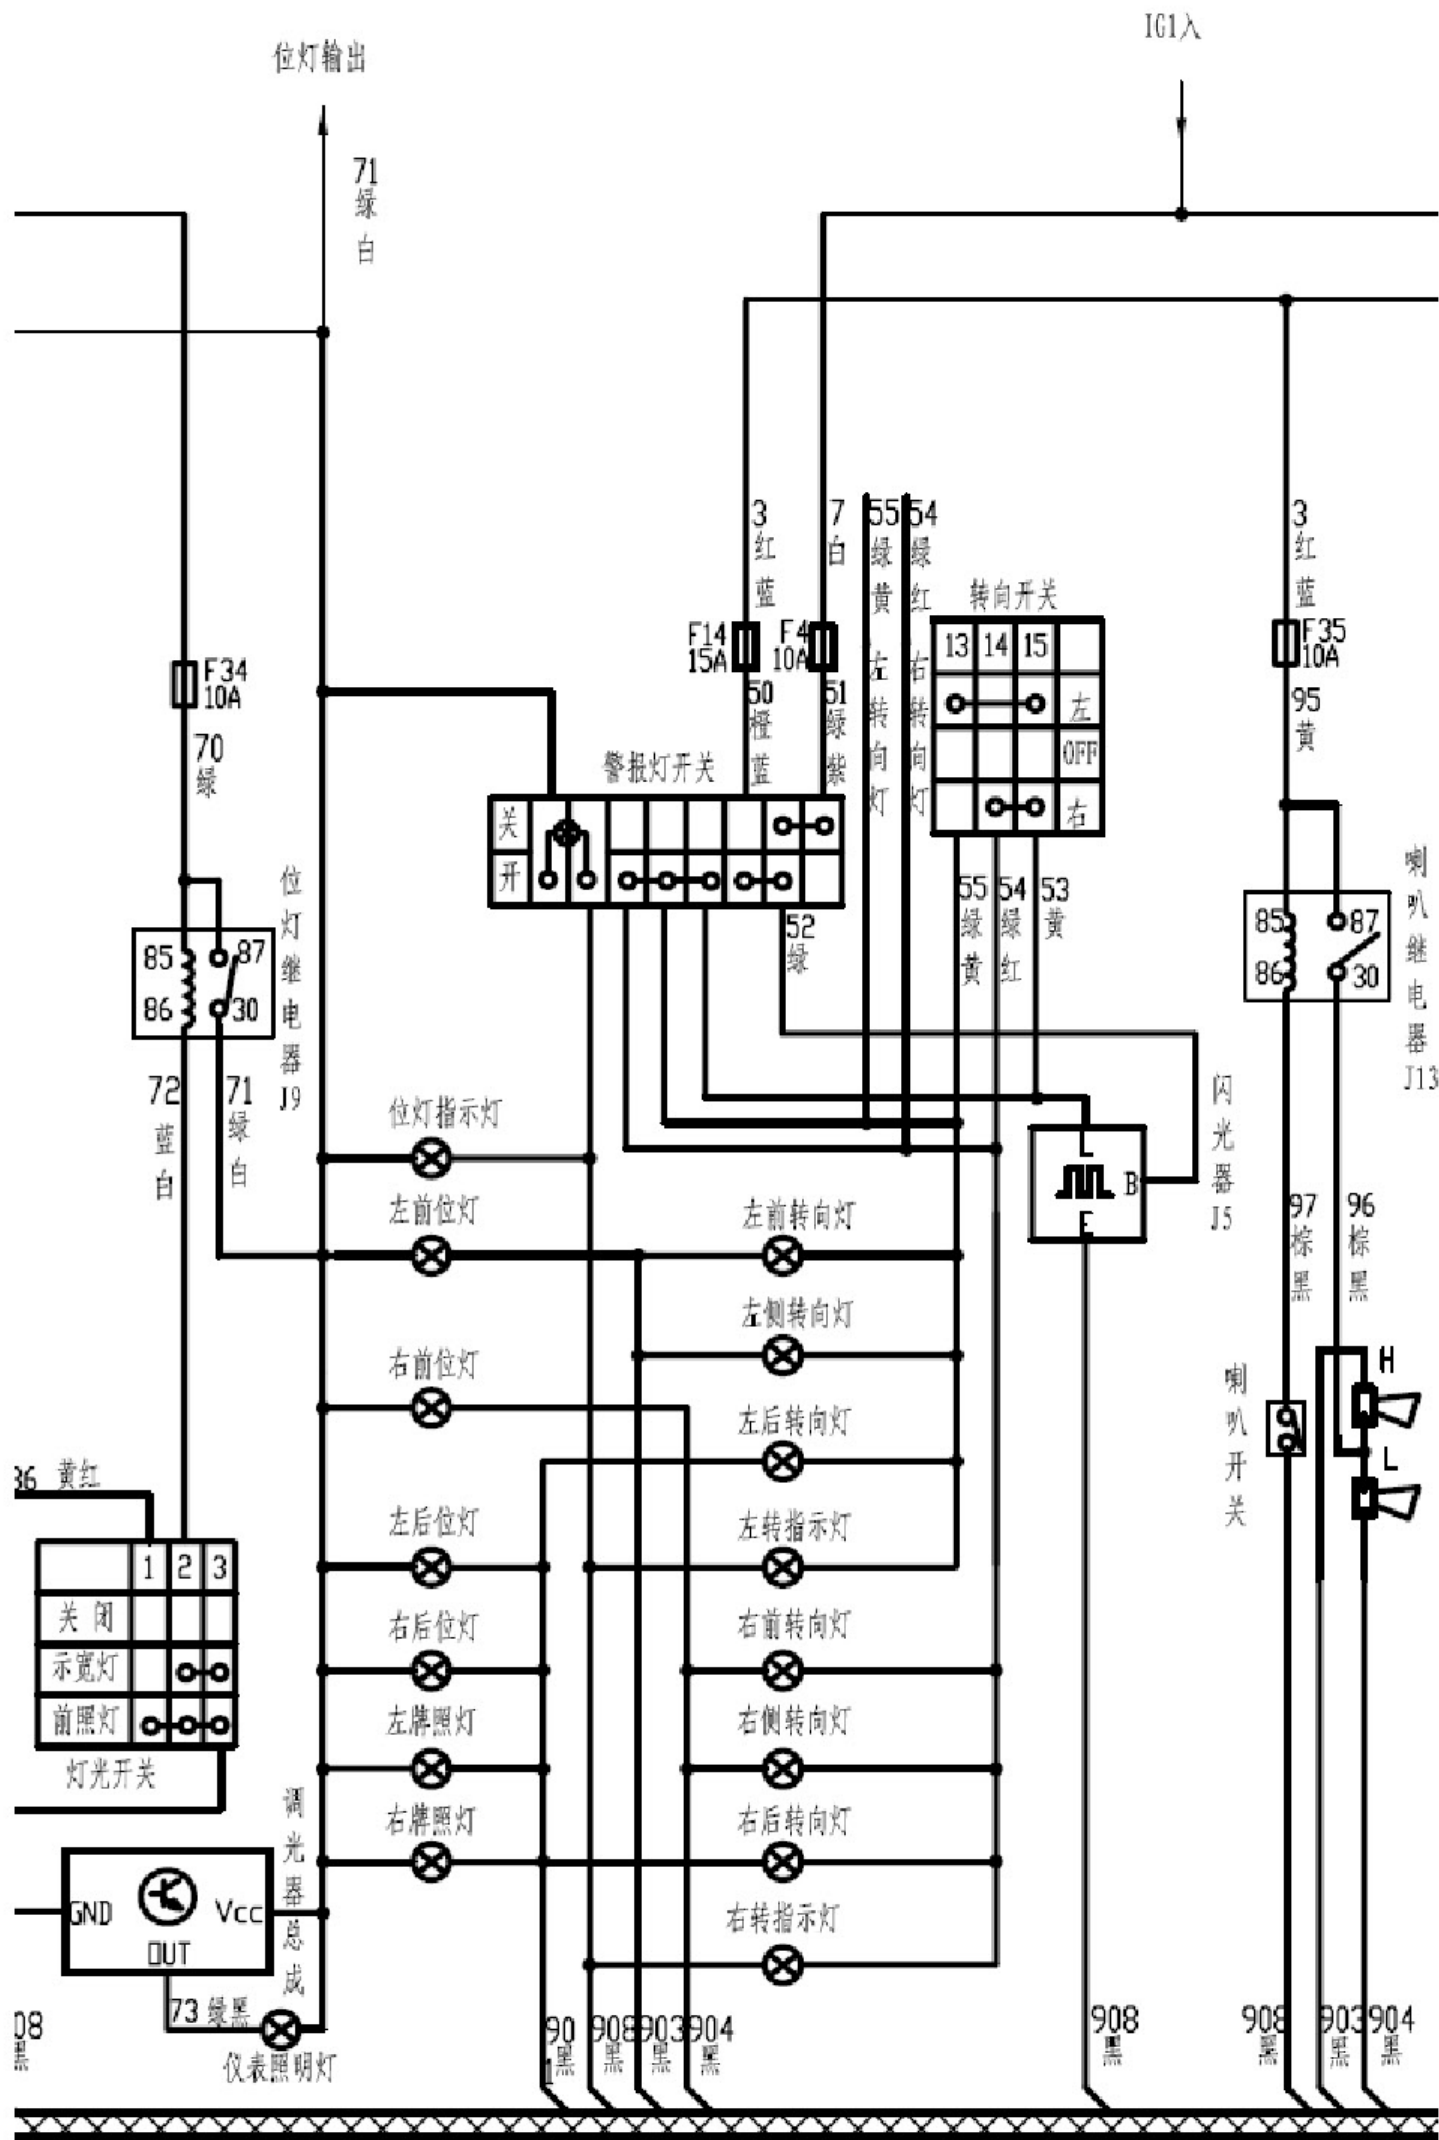 IG1入
位灯输出
71
绿
白
3
红
蓝
7
白
55
绿
黄
左转向灯
54
绿
红
右转向灯
转向开关
13 14 15
左
OFF
右
3
红
蓝
F14
15A
F4
10A
F35
10A
F34
10A
50
橙
蓝
51
绿
紫
95
黄
70
绿
警报灯开关
关
开
52
绿
55
绿
黄
54
绿
红
53
黄
位灯继电器
J9
85 87
86 30
喇叭继电器
J13
85 87
86 30
72
蓝
白
71
绿
白
闪光器
J5
L
B
E
97
棕
黑
96
棕
黑
位灯指示灯
左前位灯
左前转向灯
左侧转向灯
右前位灯
左后转向灯
喇叭开关
H
L
36 黄红
左后位灯
左转指示灯
1 2 3
关 闭
示宽灯
前照灯
灯光开关
右后位灯
右前转向灯
左牌照灯
右侧转向灯
右牌照灯
右后转向灯
右转指示灯
调光器总成
GND
Vcc
OUT
73 绿黑
仪表照明灯
08
黑
90
1
黑
908
黑
903
黑
904
黑
908
黑
908
黑
903
黑
904
黑